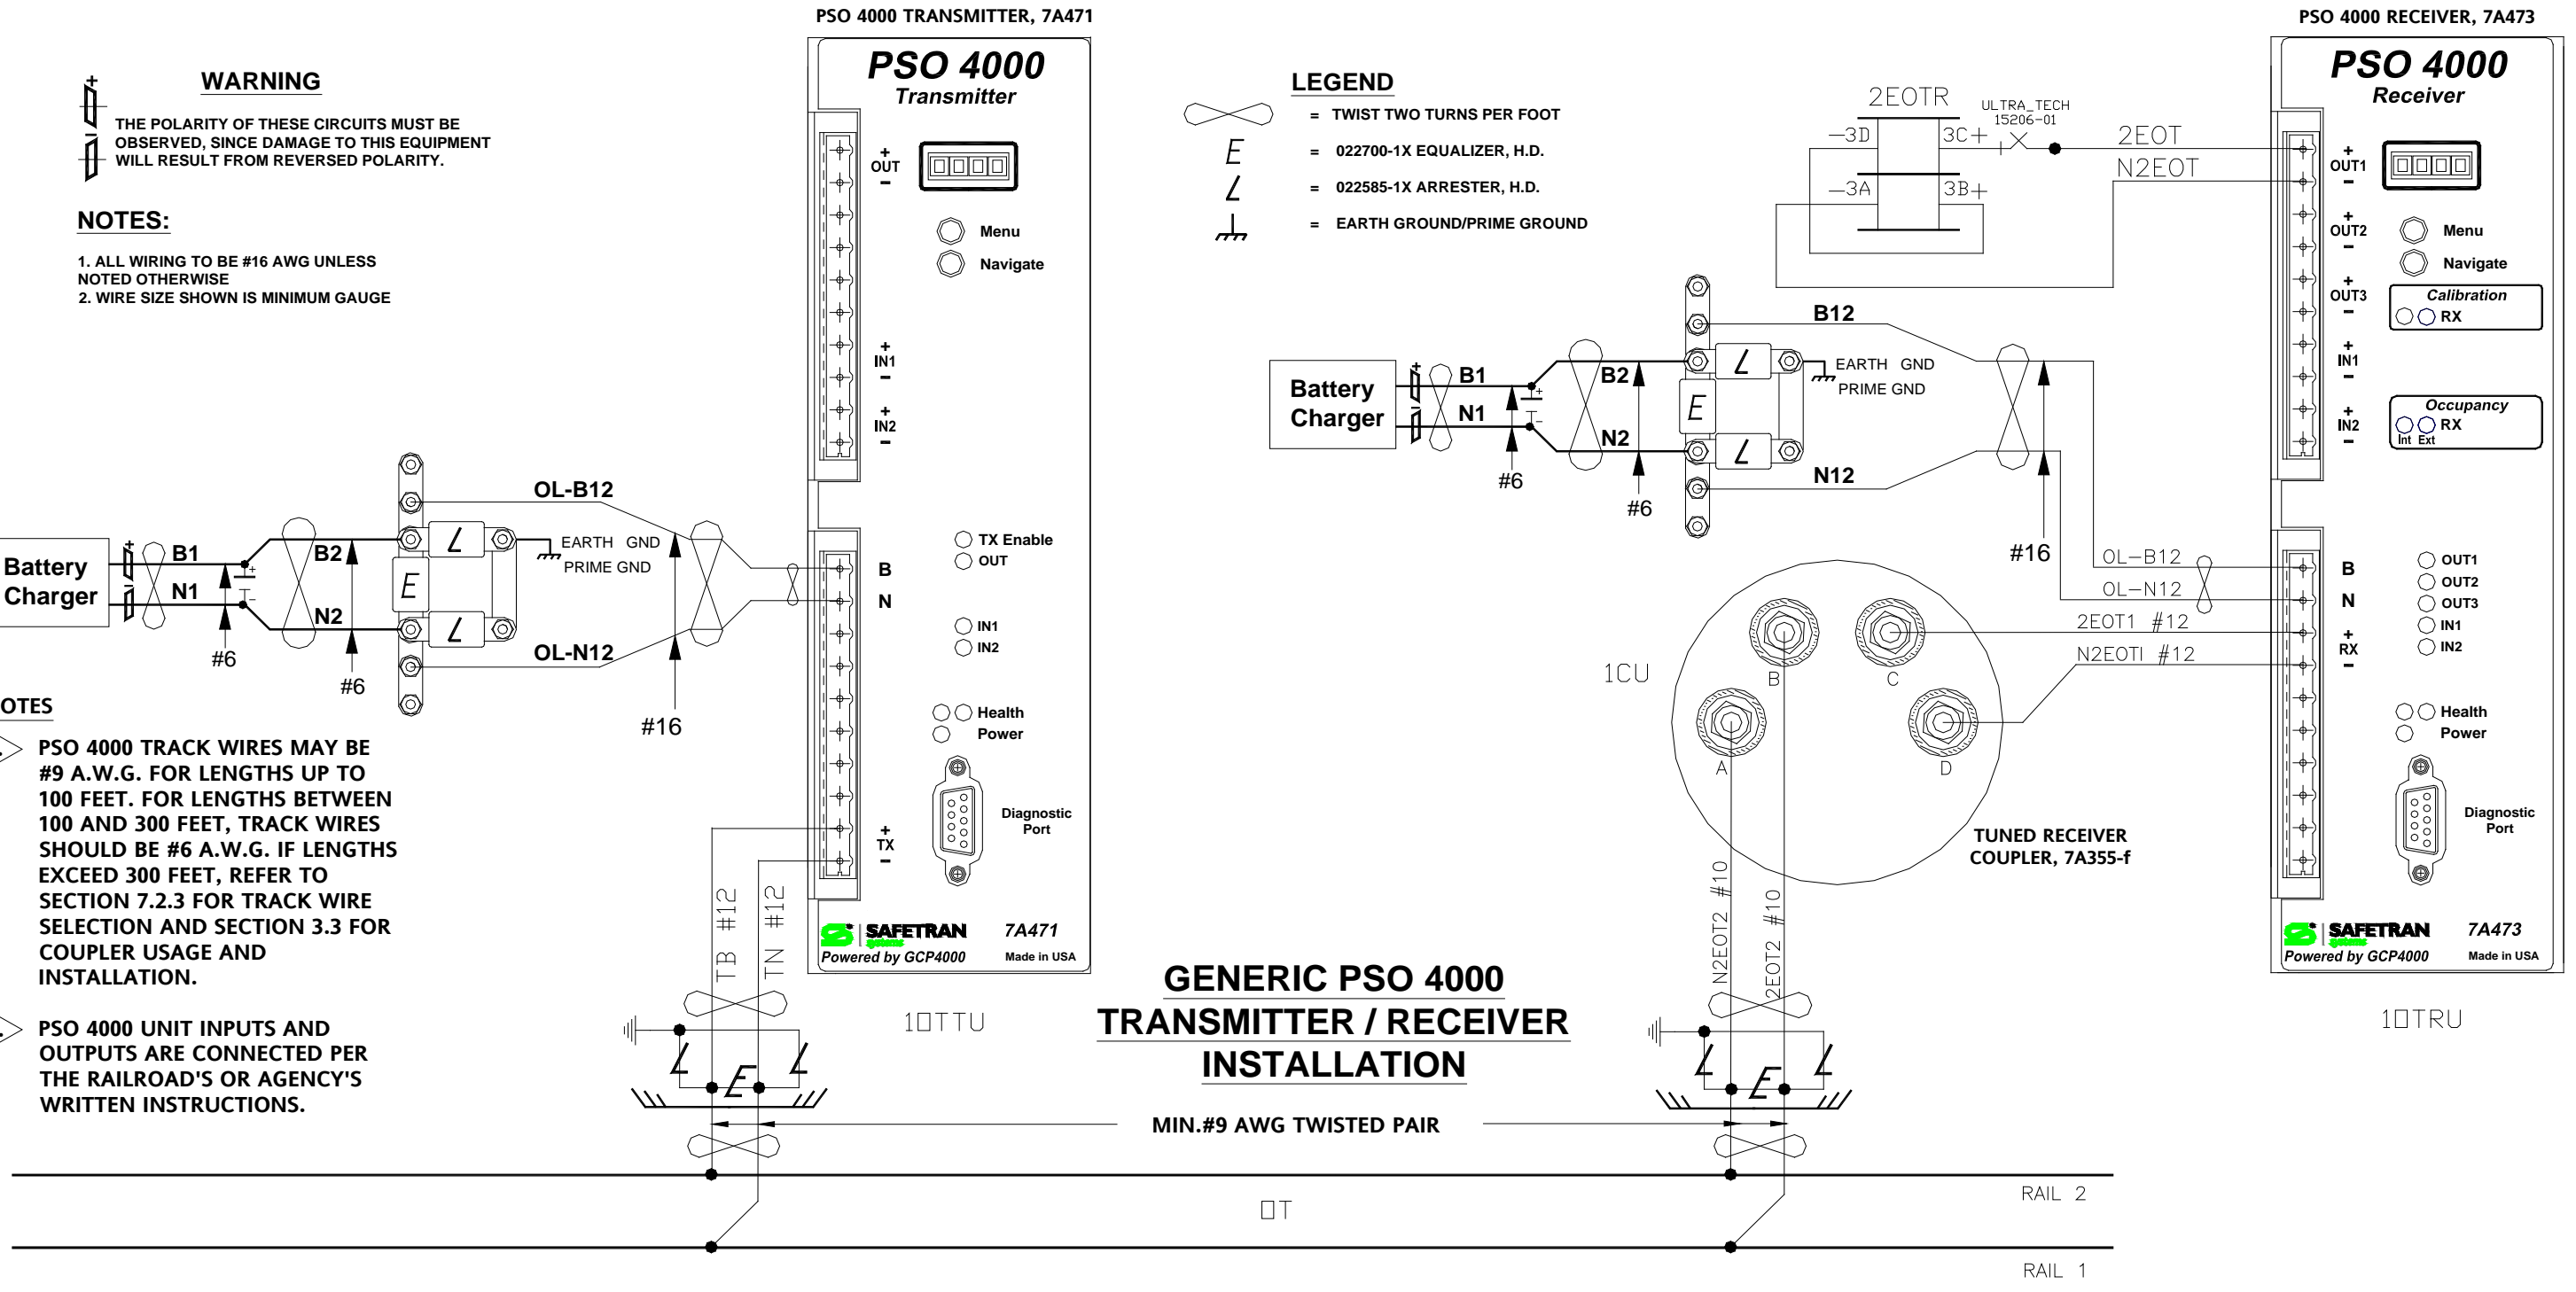 PSO 4000 TRANSMITTER, 7A471
PSO 4000 RECEIVER, 7A473
WARNING
+
−
THE POLARITY OF THESE CIRCUITS MUST BE
OBSERVED, SINCE DAMAGE TO THIS EQUIPMENT
WILL RESULT FROM REVERSED POLARITY.
NOTES:
1. ALL WIRING TO BE #16 AWG UNLESS
NOTED OTHERWISE
2. WIRE SIZE SHOWN IS MINIMUM GAUGE
Battery
Charger
+
−
B1
N1
#6
+
−
B2
N2
#6
E
L
L
EARTH GND
PRIME GND
OL-B12
OL-N12
#16
OTES
PSO 4000 TRACK WIRES MAY BE
#9 A.W.G. FOR LENGTHS UP TO
100 FEET. FOR LENGTHS BETWEEN
100 AND 300 FEET, TRACK WIRES
SHOULD BE #6 A.W.G. IF LENGTHS
EXCEED 300 FEET, REFER TO
SECTION 7.2.3 FOR TRACK WIRE
SELECTION AND SECTION 3.3 FOR
COUPLER USAGE AND
INSTALLATION.
PSO 4000 UNIT INPUTS AND
OUTPUTS ARE CONNECTED PER
THE RAILROAD'S OR AGENCY'S
WRITTEN INSTRUCTIONS.
PSO 4000
Transmitter
+
OUT
−
Menu
Navigate
+
IN1
−
+
IN2
−
TX Enable
OUT
B
N
IN1
IN2
Health
Power
Diagnostic
Port
+
TX
−
SAFETRAN
systems
7A471
Powered by GCP4000
Made in USA
1OTTU
TB #12
TN #12
L
E
L
LEGEND
= TWIST TWO TURNS PER FOOT
E = 022700-1X EQUALIZER, H.D.
L = 022585-1X ARRESTER, H.D.
= EARTH GROUND/PRIME GROUND
2EOTR
ULTRA_TECH
15206-01
−3D
3C+
−3A
3B+
2EOT
N2EOT
Battery
Charger
+
−
B1
N1
#6
+
−
B2
N2
#6
E
L
L
EARTH GND
PRIME GND
B12
N12
#16
OL−B12
OL−N12
2EOT1 #12
N2EOTI #12
1CU
A
B
C
D
TUNED RECEIVER
COUPLER, 7A355-f
N2EOT2 #10
2EOT2 #10
L
E
L
GENERIC PSO 4000
TRANSMITTER / RECEIVER
INSTALLATION
MIN.#9 AWG TWISTED PAIR
PSO 4000
Receiver
+
OUT1
−
+
OUT2
−
+
OUT3
−
+
IN1
−
+
IN2
−
Menu
Navigate
Calibration
RX
Occupancy
RX
Int Ext
B
N
+
RX
−
OUT1
OUT2
OUT3
IN1
IN2
Health
Power
Diagnostic
Port
SAFETRAN
systems
7A473
Powered by GCP4000
Made in USA
1OTRU
OT
RAIL 2
RAIL 1